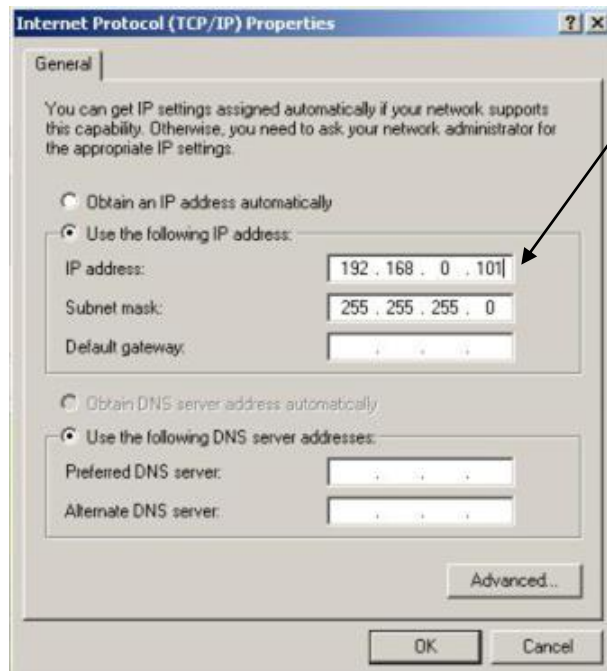 Internet Protocol (TCP/IP) Properties
General
You can get IP settings assigned automatically if your network supports
this capability. Otherwise, you need to ask your network administrator for
the appropriate IP settings.
Obtain an IP address automatically
Use the following IP address:
IP address: 192 . 168 . 0 . 101
Subnet mask: 255 . 255 . 255 . 0
Default gateway: . . .
Obtain DNS server address automatically
Use the following DNS server addresses:
Preferred DNS server: . . .
Alternate DNS server: . . .
Advanced...
OK Cancel